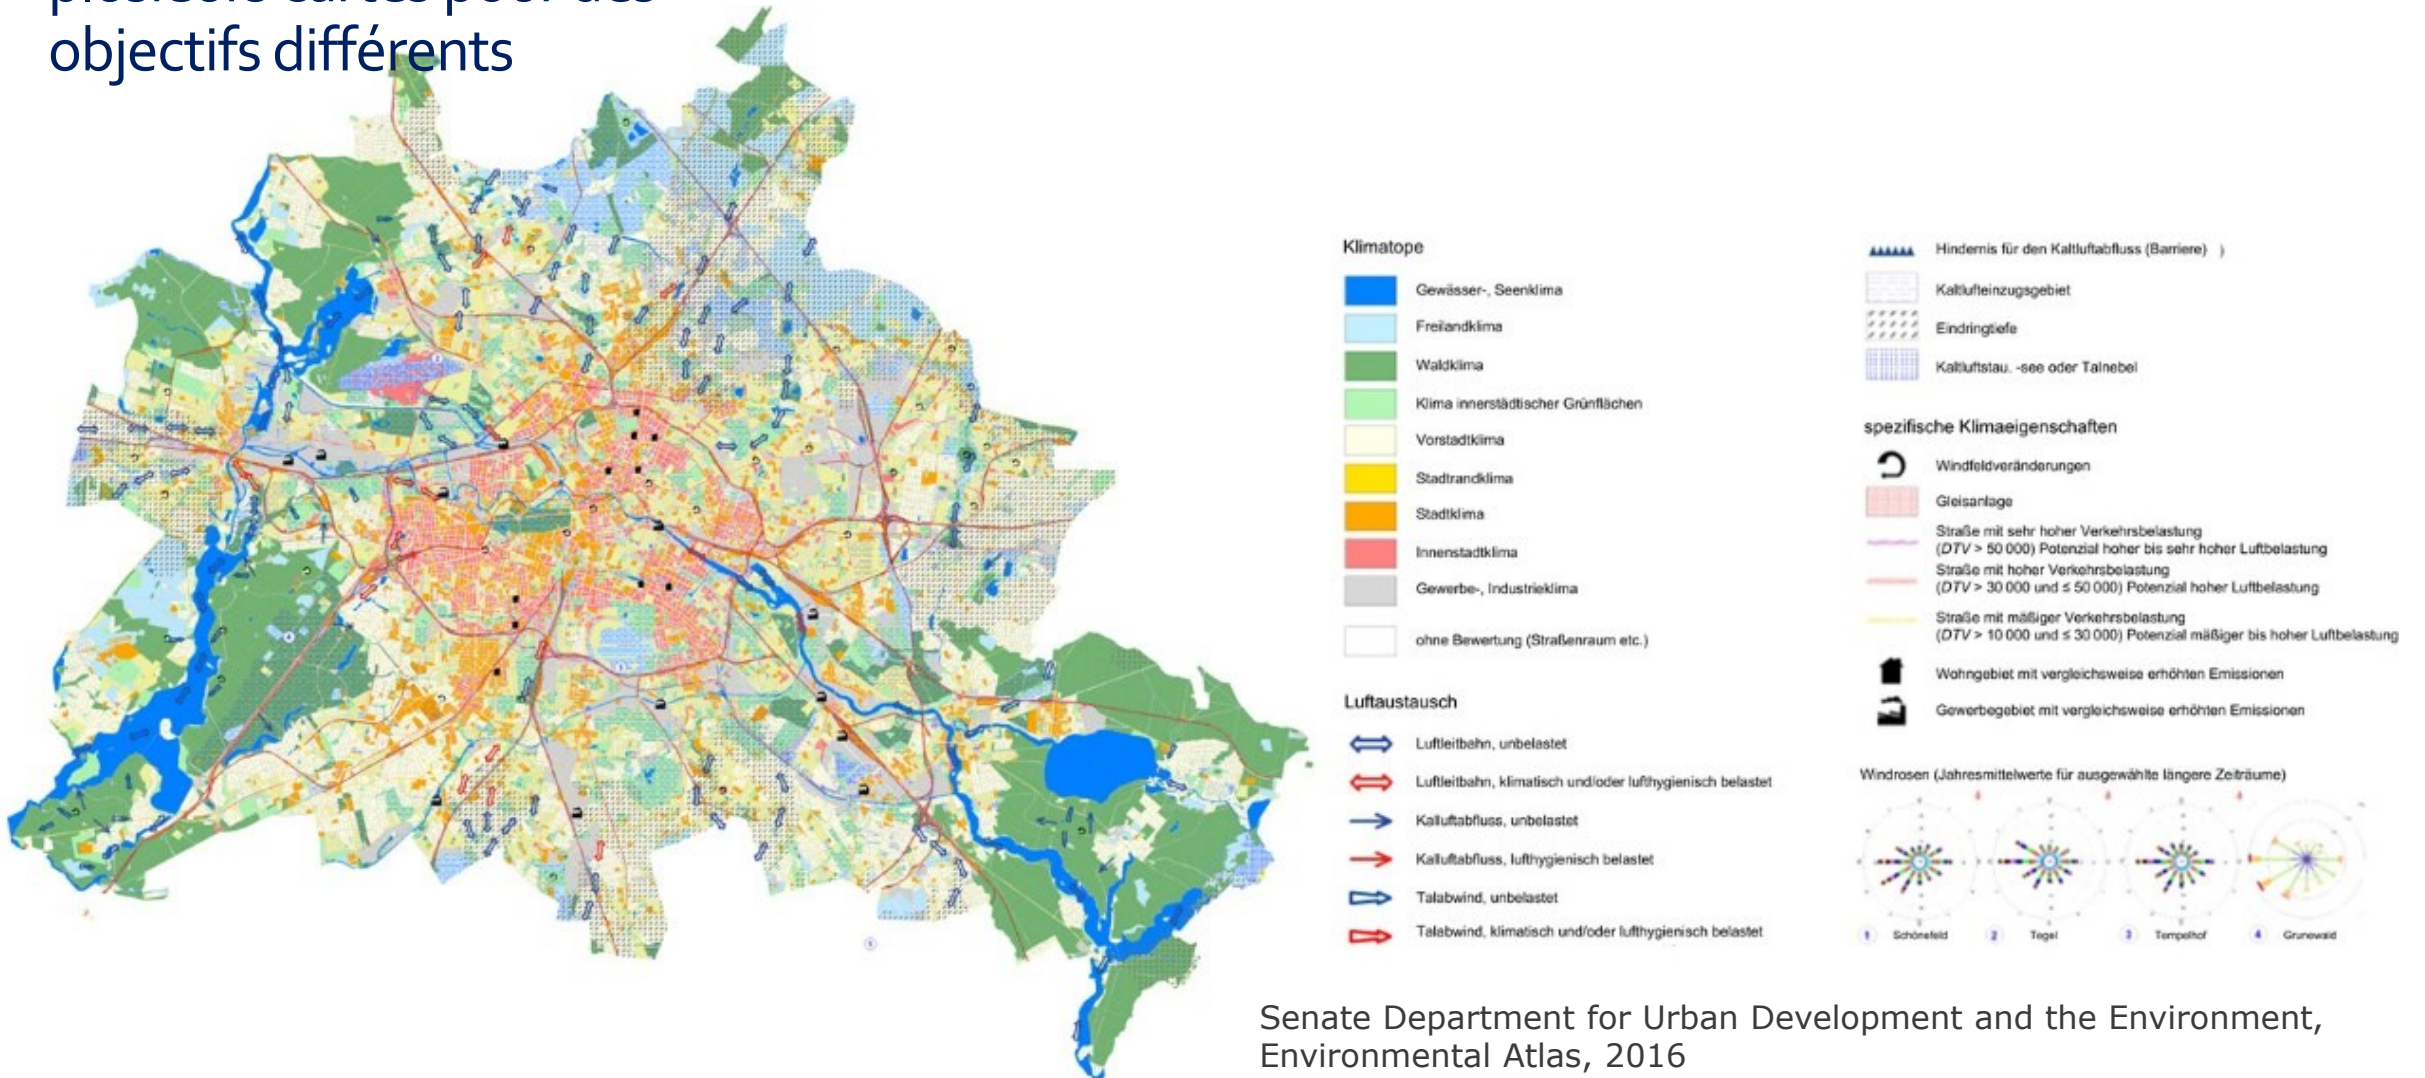 plusieurs cartes pour des
objectifs différents
Klimatope
Gewässer-, Seenklima
Freilandklima
Waldklima
Klima innerstädtischer Grünflächen
Vorstadtklima
Stadtrandklima
Stadtklima
Innenstadtklima
Gewerbe-, Industrieklima
ohne Bewertung (Straßenraum etc.)
Luftaustausch
Luftleitbahn, unbelastet
Luftleitbahn, klimatisch und/oder lufthygienisch belastet
Kalluftabfluss, unbelastet
Kalluftabfluss, lufthygienisch belastet
Talabwind, unbelastet
Talabwind, klimatisch und/oder lufthygienisch belastet
Hindernis für den Kaltluftabfluss (Barriere) )
Kaltlufteinzugsgebiet
Eindringtiefe
Kaltluftstau. -see oder Talnebel
spezifische Klimaeigenschaften
Windfeldveränderungen
Gleisanlage
Straße mit sehr hoher Verkehrsbelastung
(DTV > 50 000) Potenzial hoher bis sehr hoher Luftbelastung
Straße mit hoher Verkehrsbelastung
(DTV > 30 000 und ≤ 50 000) Potenzial hoher Luftbelastung
Straße mit mäßiger Verkehrsbelastung
(DTV > 10 000 und ≤ 30 000) Potenzial mäßiger bis hoher Luftbelastung
Wohngebiet mit vergleichsweise erhöhten Emissionen
Gewerbegebiet mit vergleichsweise erhöhten Emissionen
Windrosen (Jahresmittelwerte für ausgewählte längere Zeiträume)
1 Schönefeld
2 Tegel
3 Tempelhof
4 Grunewald
Senate Department for Urban Development and the Environment,
Environmental Atlas, 2016